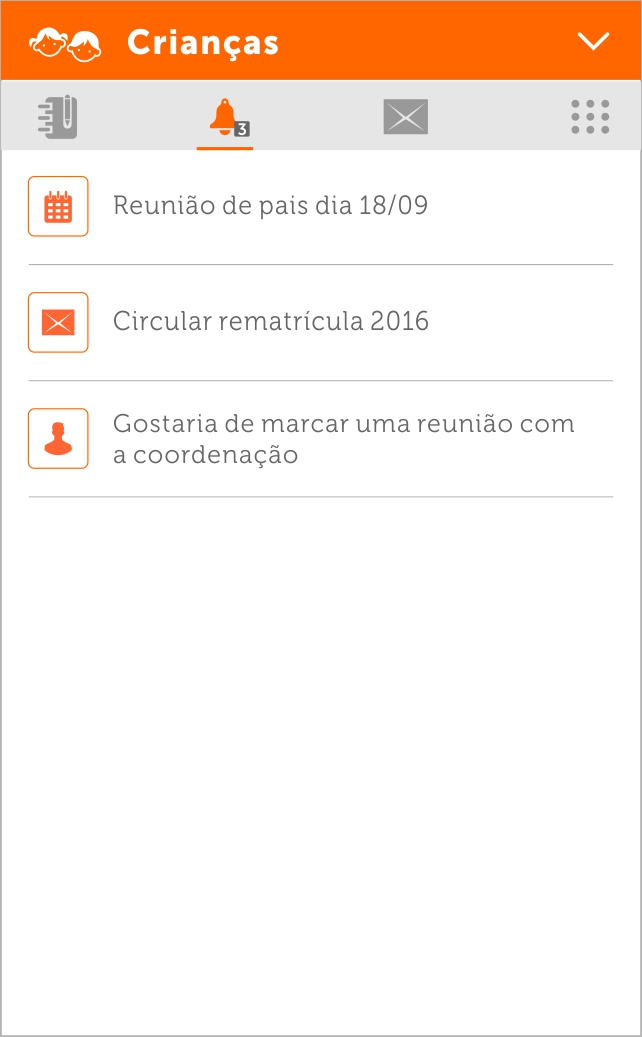 Crianças
3
Reunião de pais dia 18/09
Circular rematrícula 2016
Gostaria de marcar uma reunião com
a coordenação